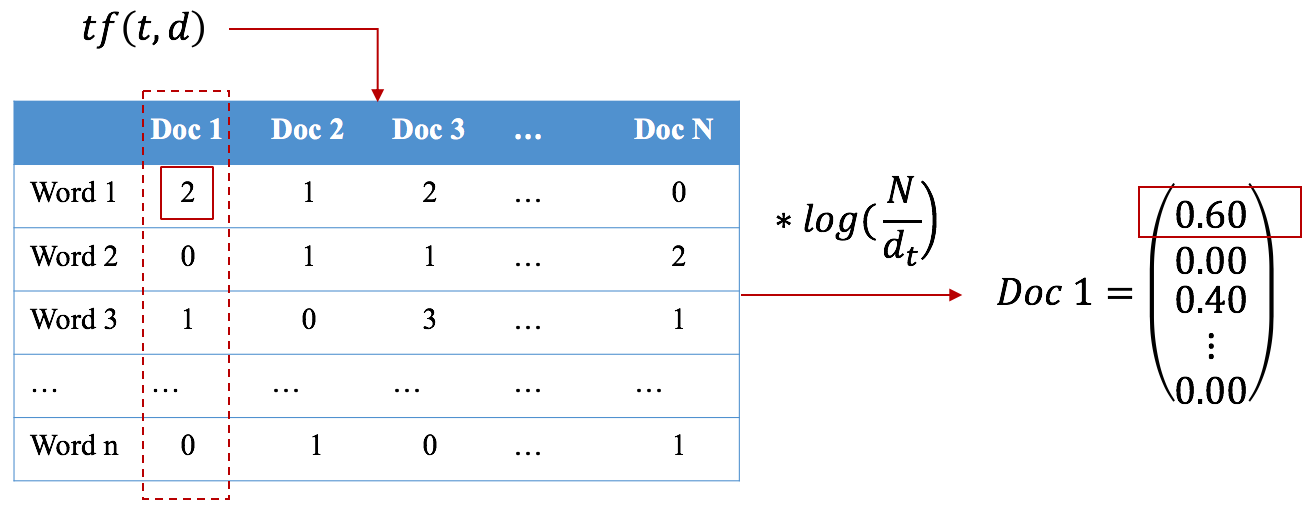 tf(t,d)
Doc 1 Doc 2 Doc 3 … Doc N
Word 1 2 1 2 … 0
Word 2 0 1 1 … 2
Word 3 1 0 3 … 1
… … … … … …
Word n 0 1 0 … 1
* log(N/d_t)
Doc 1 =
0.60
0.00
0.40
⋮
0.00